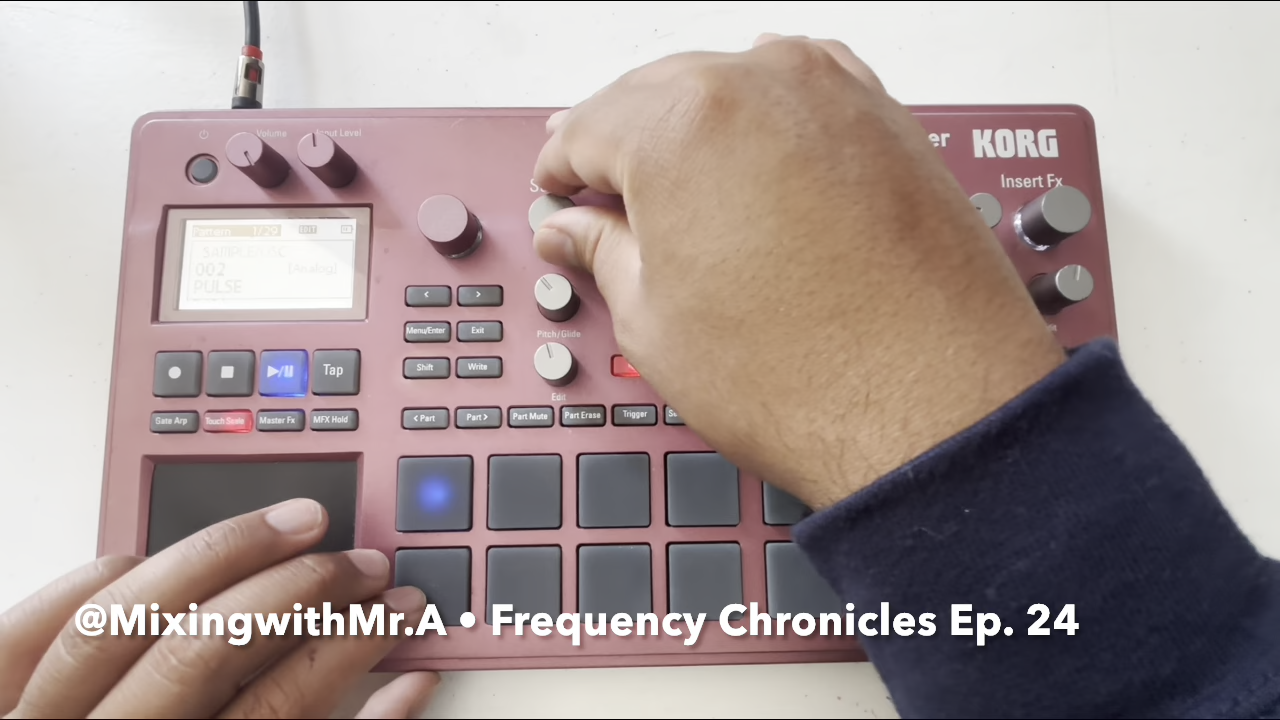 Volume
Input Level
KORG
Insert Fx
Pattern 1/29 EDIT
002 [Analog]
PULSE
<
>
Menu/Enter
Exit
Pitch/Glide
Shift
Write
Edit
Tap
Gate Arp
Touch Scale
Master Fx
MFX Hold
< Part
Part >
Part Mute
Part Erase
Trigger
@MixingwithMr.A • Frequency Chronicles Ep. 24